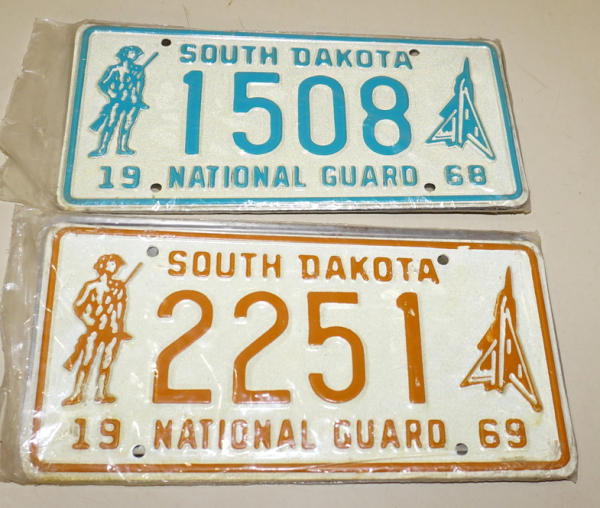 SOUTH DAKOTA
1508
19 NATIONAL GUARD 68
SOUTH DAKOTA
2251
19 NATIONAL GUARD 69